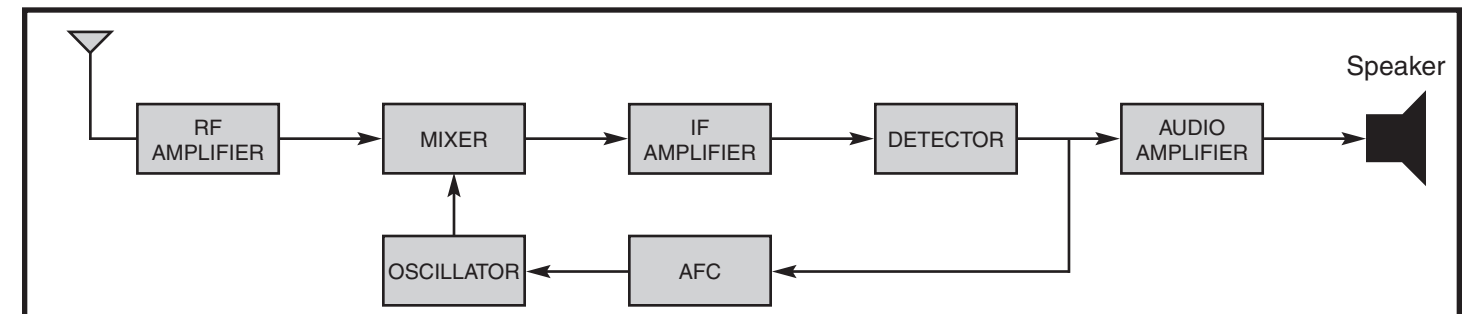 Speaker
RF
AMPLIFIER
MIXER
IF
AMPLIFIER
DETECTOR
AUDIO
AMPLIFIER
OSCILLATOR
AFC